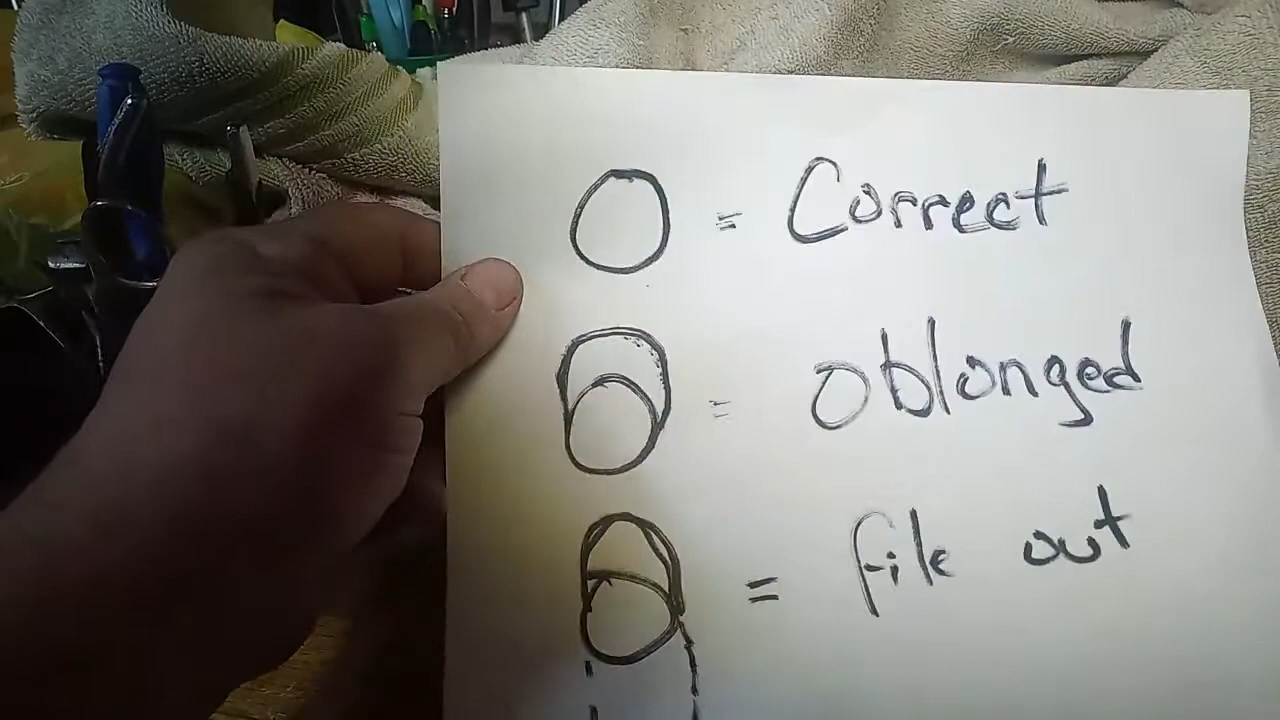 = Correct
= oblonged
= file out